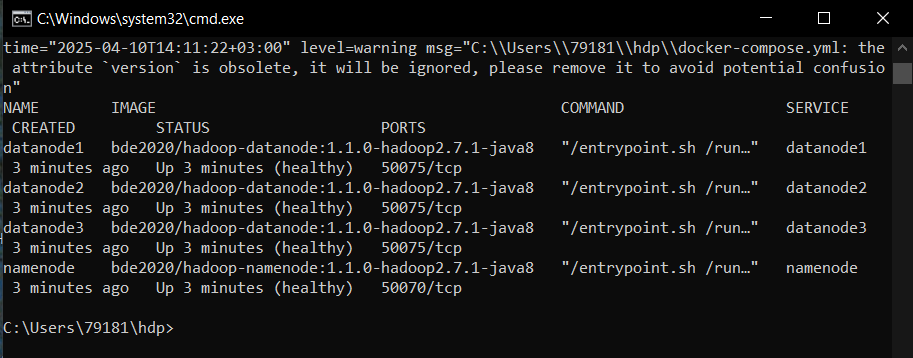 C:\Windows\system32\cmd.exe
time="2025-04-10T14:11:22+03:00" level=warning msg="C:\\Users\\79181\\hdp\\docker-compose.yml: the
 attribute `version` is obsolete, it will be ignored, please remove it to avoid potential confusio
n"
NAME        IMAGE                                             COMMAND                  SERVICE
 CREATED         STATUS                   PORTS
datanode1   bde2020/hadoop-datanode:1.1.0-hadoop2.7.1-java8   "/entrypoint.sh /run…"   datanode1
 3 minutes ago   Up 3 minutes (healthy)   50075/tcp
datanode2   bde2020/hadoop-datanode:1.1.0-hadoop2.7.1-java8   "/entrypoint.sh /run…"   datanode2
 3 minutes ago   Up 3 minutes (healthy)   50075/tcp
datanode3   bde2020/hadoop-datanode:1.1.0-hadoop2.7.1-java8   "/entrypoint.sh /run…"   datanode3
 3 minutes ago   Up 3 minutes (healthy)   50075/tcp
namenode    bde2020/hadoop-namenode:1.1.0-hadoop2.7.1-java8   "/entrypoint.sh /run…"   namenode
 3 minutes ago   Up 3 minutes (healthy)   50070/tcp
C:\Users\79181\hdp>